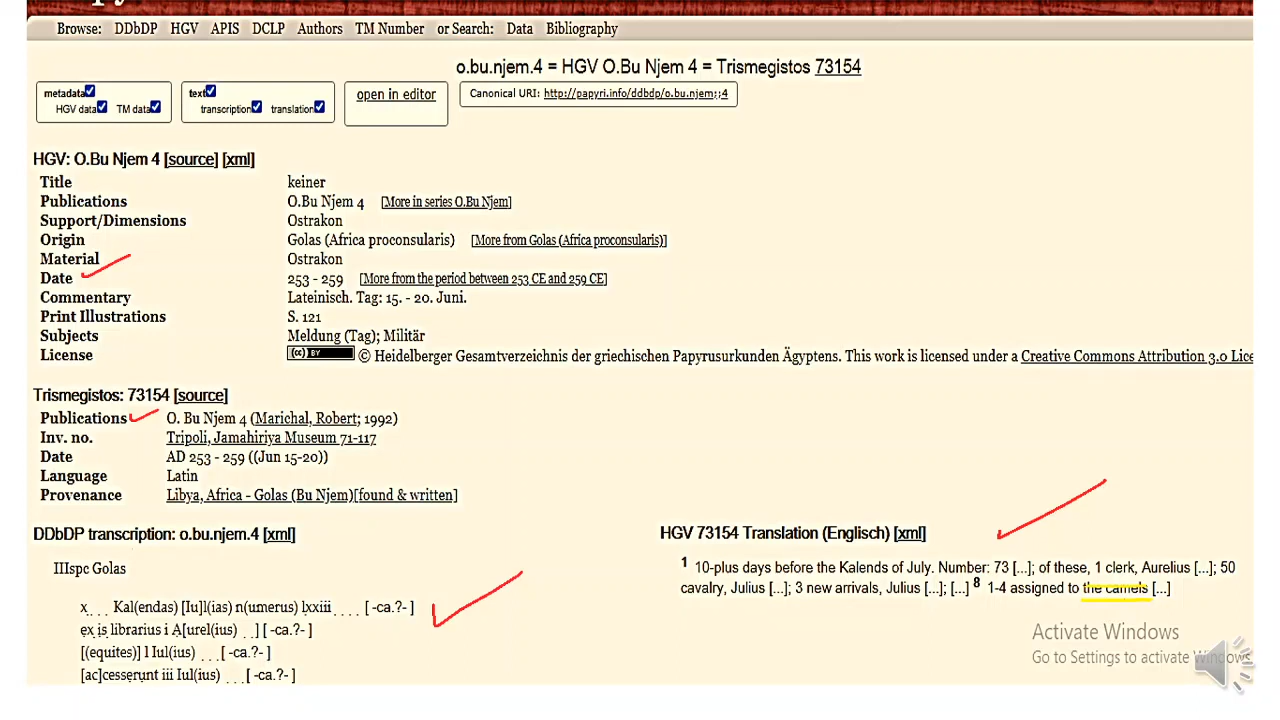 Browse: DDbDP HGV APIS DCLP Authors TM Number or Search: Data Bibliography
o.bu.njem.4 = HGV O.Bu Njem 4 = Trismegistos 73154
metadata text open in editor Canonical URI: http://papyri.info/ddbdp/o.bu.njem;;4
HGV data TM data transcription translation
HGV: O.Bu Njem 4 [source] [xml]
Title keiner
Publications O.Bu Njem 4 [More in series O.Bu Njem]
Support/Dimensions Ostrakon
Origin Golas (Africa proconsularis) [More from Golas (Africa proconsularis)]
Material Ostrakon
Date 253 - 259 [More from the period between 253 CE and 259 CE]
Commentary Lateinisch. Tag: 15. - 20. Juni.
Print Illustrations S. 121
Subjects Meldung (Tag); Militär
License (cc) BY © Heidelberger Gesamtverzeichnis der griechischen Papyrusurkunden Ägyptens. This work is licensed under a Creative Commons Attribution 3.0 Lice
Trismegistos: 73154 [source]
Publications O. Bu Njem 4 (Marichal, Robert; 1992)
Inv. no. Tripoli, Jamahiriya Museum 71-117
Date AD 253 - 259 ((Jun 15-20))
Language Latin
Provenance Libya, Africa - Golas (Bu Njem)[found & written]
DDbDP transcription: o.bu.njem.4 [xml]
IIIspc Golas
x̣ . . . Kal(endas) [Iu]l(ias) n(umerus) lx̣xiii . . . . [ -ca.?- ]
ẹx ịṣ librarius i A[urel(ius) . . ] [ -ca.?- ]
[(equites)] l Iul(ius) . . . [ -ca.?- ]
[ac]cesseṛụnt iii Iul(ius) . . . [ -ca.?- ]
HGV 73154 Translation (Englisch) [xml]
1 10-plus days before the Kalends of July. Number: 73 [...]; of these, 1 clerk, Aurelius [...]; 50
cavalry, Julius [...]; 3 new arrivals, Julius [...]; [...] 8 1-4 assigned to the camels [...]
Activate Windows
Go to Settings to activate Windows.